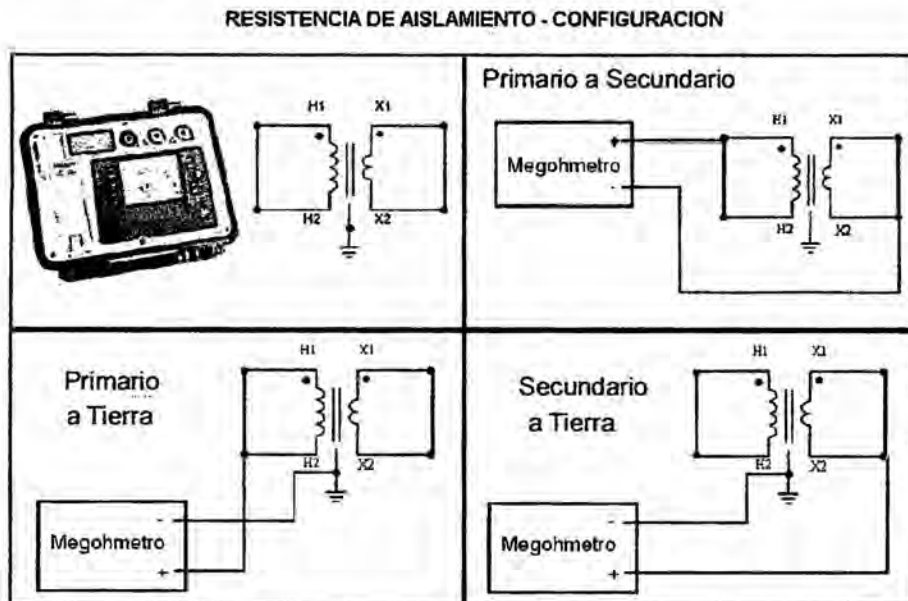 RESISTENCIA DE AISLAMIENTO - CONFIGURACION
H1 X1
H2 X2
Primario a Secundario
H1 X1
+
Megohmetro
-
H2 X2
Primario
a Tierra
H1 X1
H2 X2
-
Megohmetro
+
Secundario
a Tierra
H1 X1
H2 X2
-
Megohmetro
+